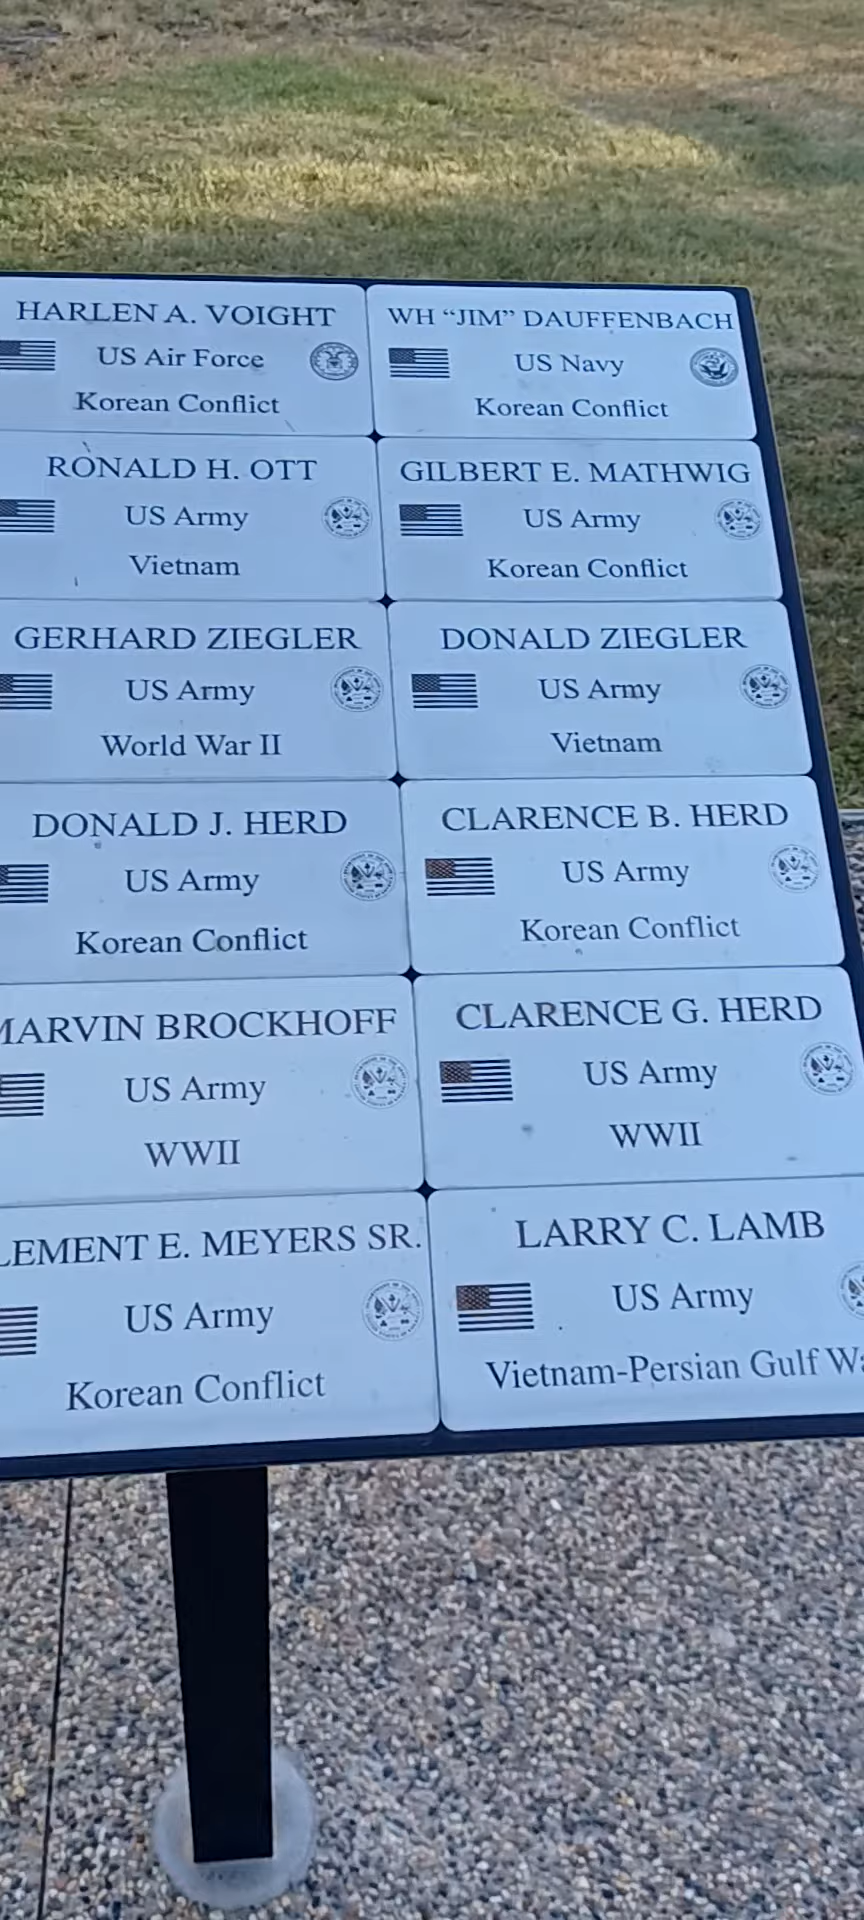 HARLEN A. VOIGHT
US Air Force
Korean Conflict
WH “JIM” DAUFFENBACH
US Navy
Korean Conflict
RONALD H. OTT
US Army
Vietnam
GILBERT E. MATHWIG
US Army
Korean Conflict
GERHARD ZIEGLER
US Army
World War II
DONALD ZIEGLER
US Army
Vietnam
DONALD J. HERD
US Army
Korean Conflict
CLARENCE B. HERD
US Army
Korean Conflict
MARVIN BROCKHOFF
US Army
WWII
CLARENCE G. HERD
US Army
WWII
LEMENT E. MEYERS SR.
US Army
Korean Conflict
LARRY C. LAMB
US Army
Vietnam-Persian Gulf Wa